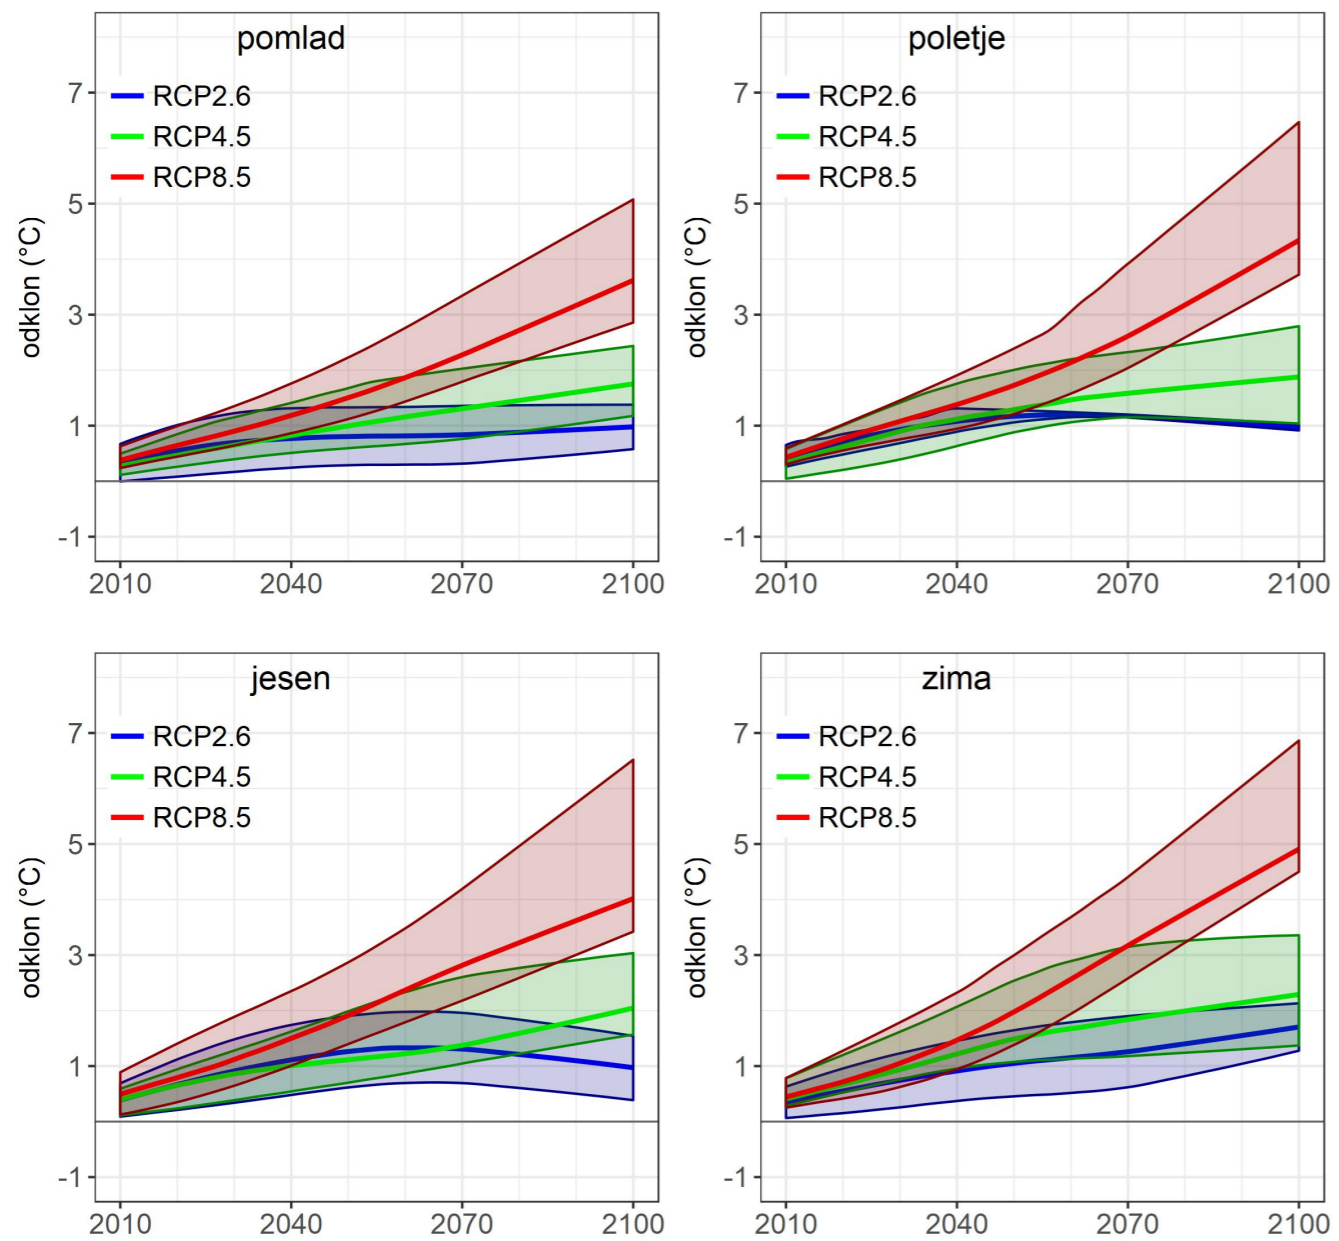 pomlad
RCP2.6
RCP4.5
RCP8.5
odklon (°C)
7
5
3
1
-1
2010 2040 2070 2100
poletje
RCP2.6
RCP4.5
RCP8.5
odklon (°C)
7
5
3
1
-1
2010 2040 2070 2100
jesen
RCP2.6
RCP4.5
RCP8.5
odklon (°C)
7
5
3
1
-1
2010 2040 2070 2100
zima
RCP2.6
RCP4.5
RCP8.5
odklon (°C)
7
5
3
1
-1
2010 2040 2070 2100